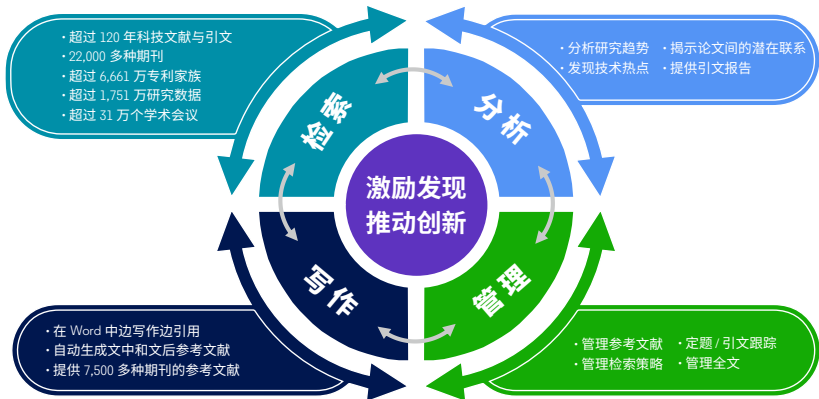 · 超过 120 年科技文献与引文
· 22,000 多种期刊
· 超过 6,661 万专利家族
· 超过 1,751 万研究数据
· 超过 31 万个学术会议
· 分析研究趋势 · 揭示论文间的潜在联系
· 发现技术热点 · 提供引文报告
检索
分析
激励发现
推动创新
写作
管理
· 在 Word 中边写作边引用
· 自动生成文中和文后参考文献
· 提供 7,500 多种期刊的参考文献
· 管理参考文献 · 定题 / 引文跟踪
· 管理检索策略 · 管理全文